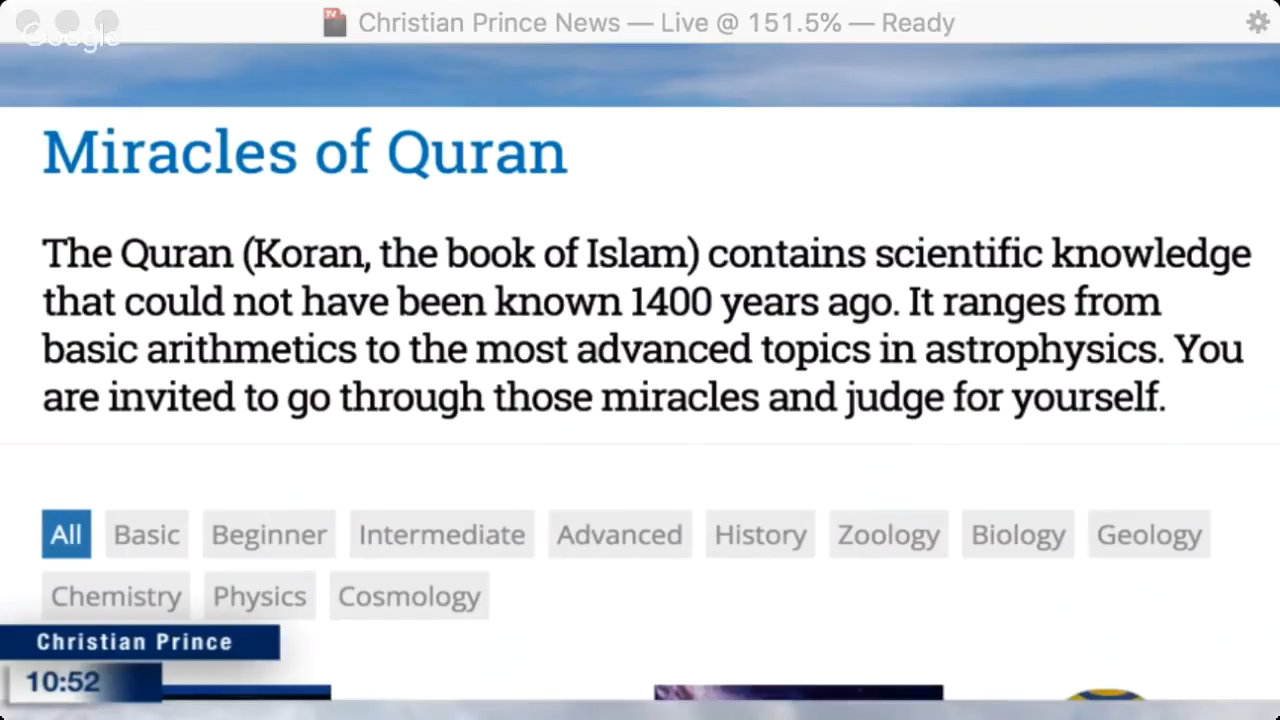 Christian Prince News — Live @ 151.5% — Ready
Google
Miracles of Quran
The Quran (Koran, the book of Islam) contains scientific knowledge
that could not have been known 1400 years ago. It ranges from
basic arithmetics to the most advanced topics in astrophysics. You
are invited to go through those miracles and judge for yourself.
All Basic Beginner Intermediate Advanced History Zoology Biology Geology
Chemistry Physics Cosmology
Christian Prince
10:52